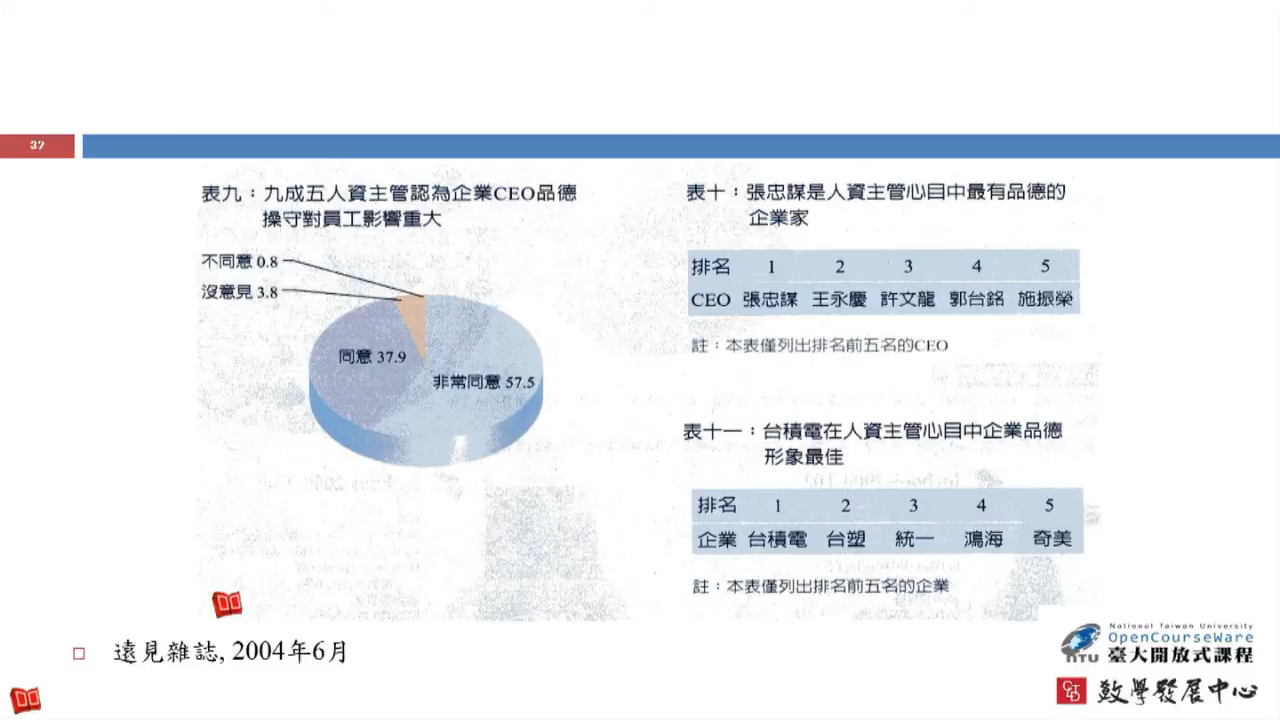 37
表九：九成五人資主管認為企業CEO品德
操守對員工影響重大
不同意 0.8
沒意見 3.8
同意 37.9
非常同意 57.5
表十：張忠謀是人資主管心目中最有品德的
企業家
排名 1 2 3 4 5
CEO 張忠謀 王永慶 許文龍 郭台銘 施振榮
註：本表僅列出排名前五名的CEO
表十一：台積電在人資主管心目中企業品德
形象最佳
排名 1 2 3 4 5
企業 台積電 台塑 統一 鴻海 奇美
註：本表僅列出排名前五名的企業
遠見雜誌, 2004年6月
National Taiwan University
OpenCourseWare
NTU 臺大開放式課程
教學發展中心